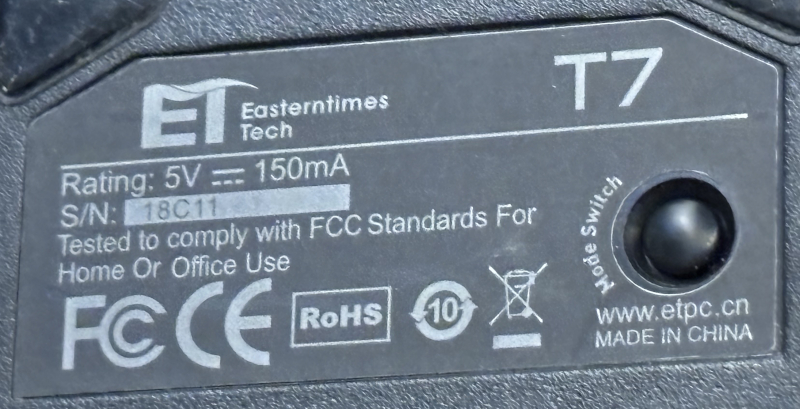 ET Easterntimes
Tech
T7
Rating: 5V ⎓ 150mA
S/N: 18C11
Tested to comply with FCC Standards For
Home Or Office Use
Mode Switch
FC CE RoHS 10
www.etpc.cn
MADE IN CHINA